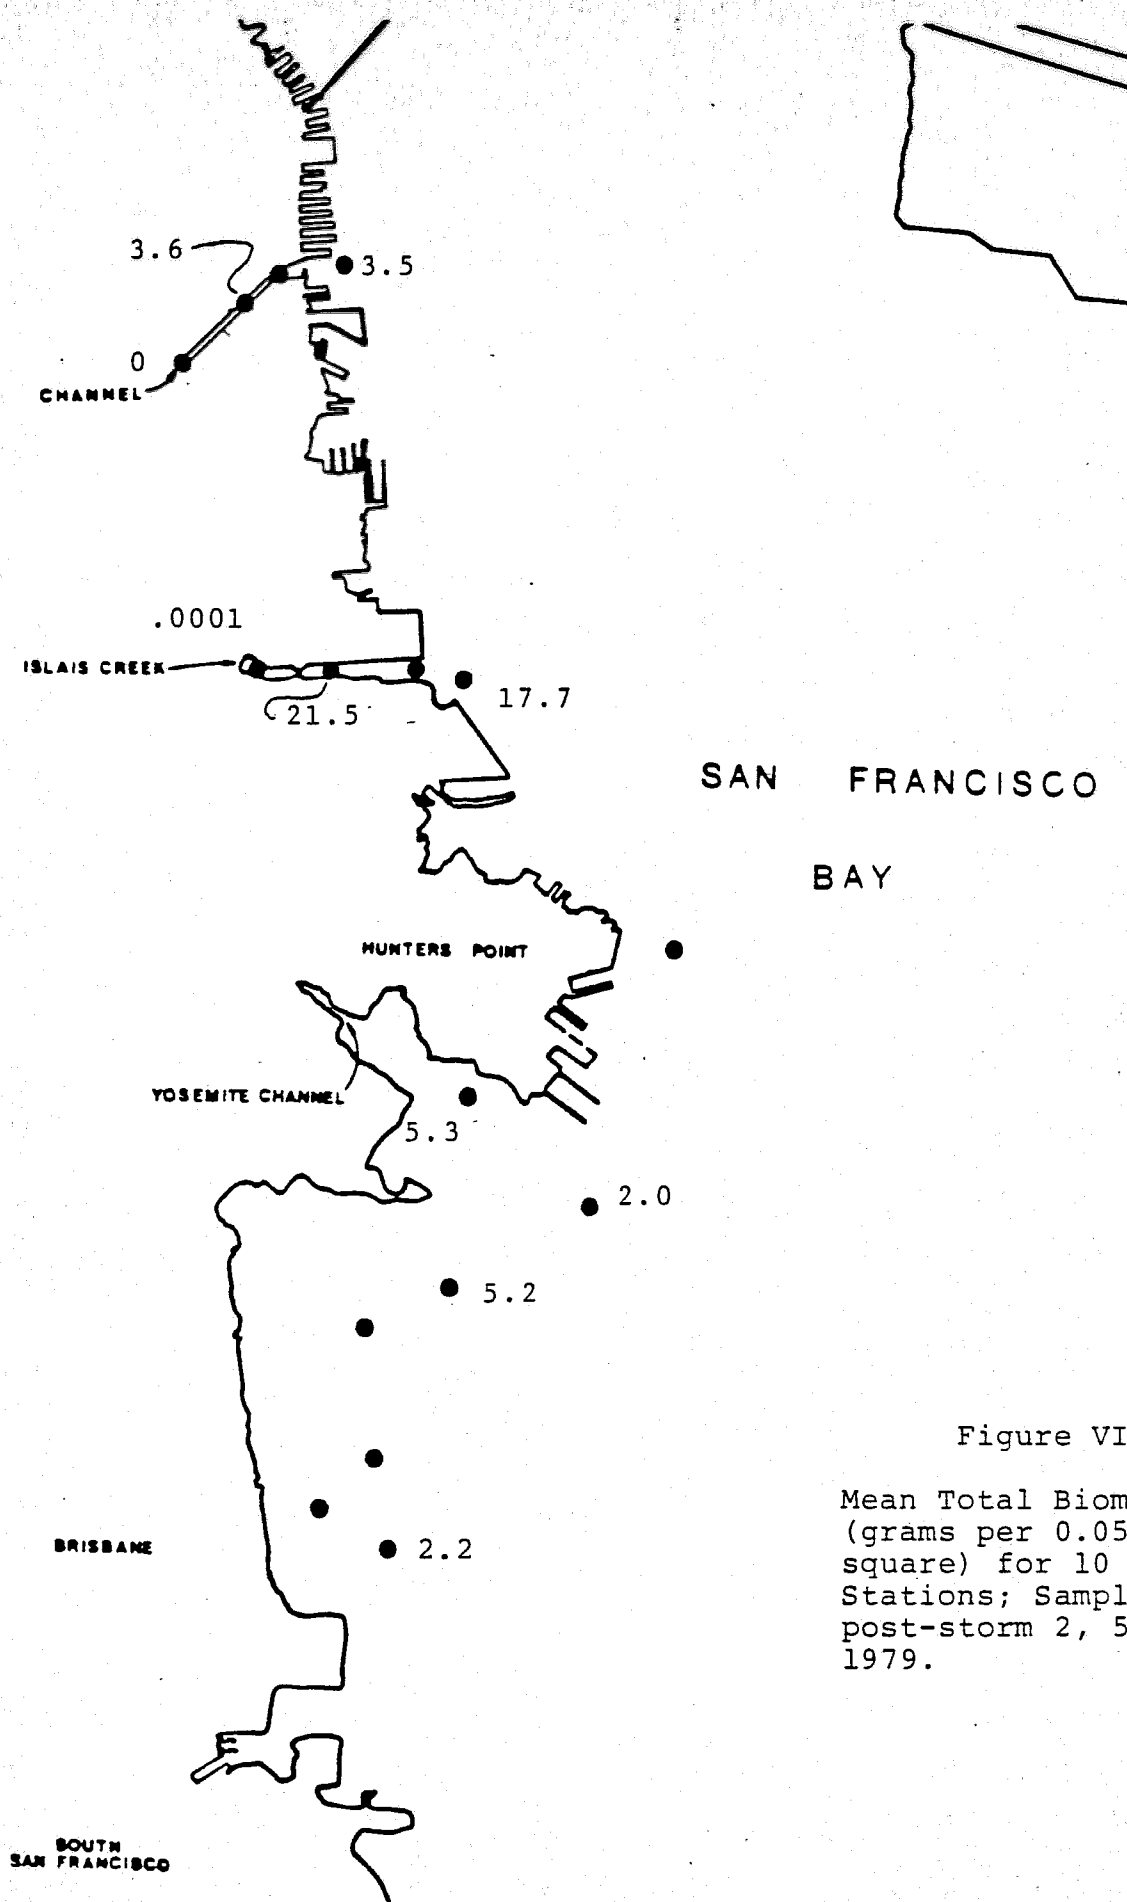 3.6
3.5
0
CHANNEL
.0001
ISLAIS CREEK
21.5
17.7
SAN FRANCISCO
BAY
HUNTERS POINT
YOSEMITE CHANNEL
5.3
2.0
5.2
Figure VI
Mean Total Biom
(grams per 0.05
square) for 10
Stations; Sampl
post-storm 2, 5
1979.
BRISBANE
2.2
SOUTH
SAN FRANCISCO